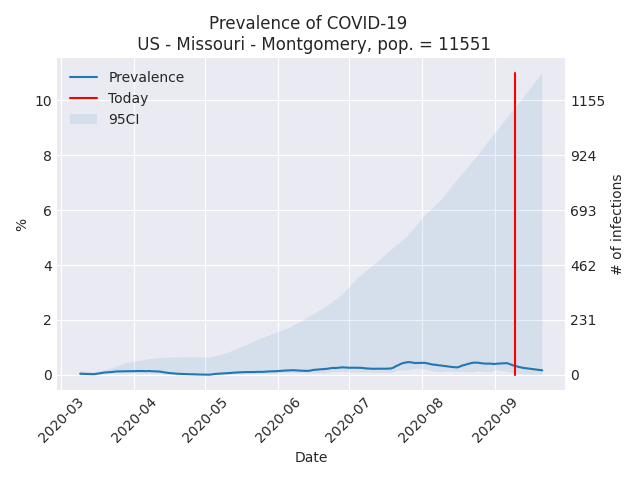 Prevalence of COVID-19
US - Missouri - Montgomery, pop. = 11551
Prevalence
Today
95CI
%
10
8
6
4
2
0
1155
924
693
462
231
0
# of infections
2020-03
2020-04
2020-05
2020-06
2020-07
2020-08
2020-09
Date